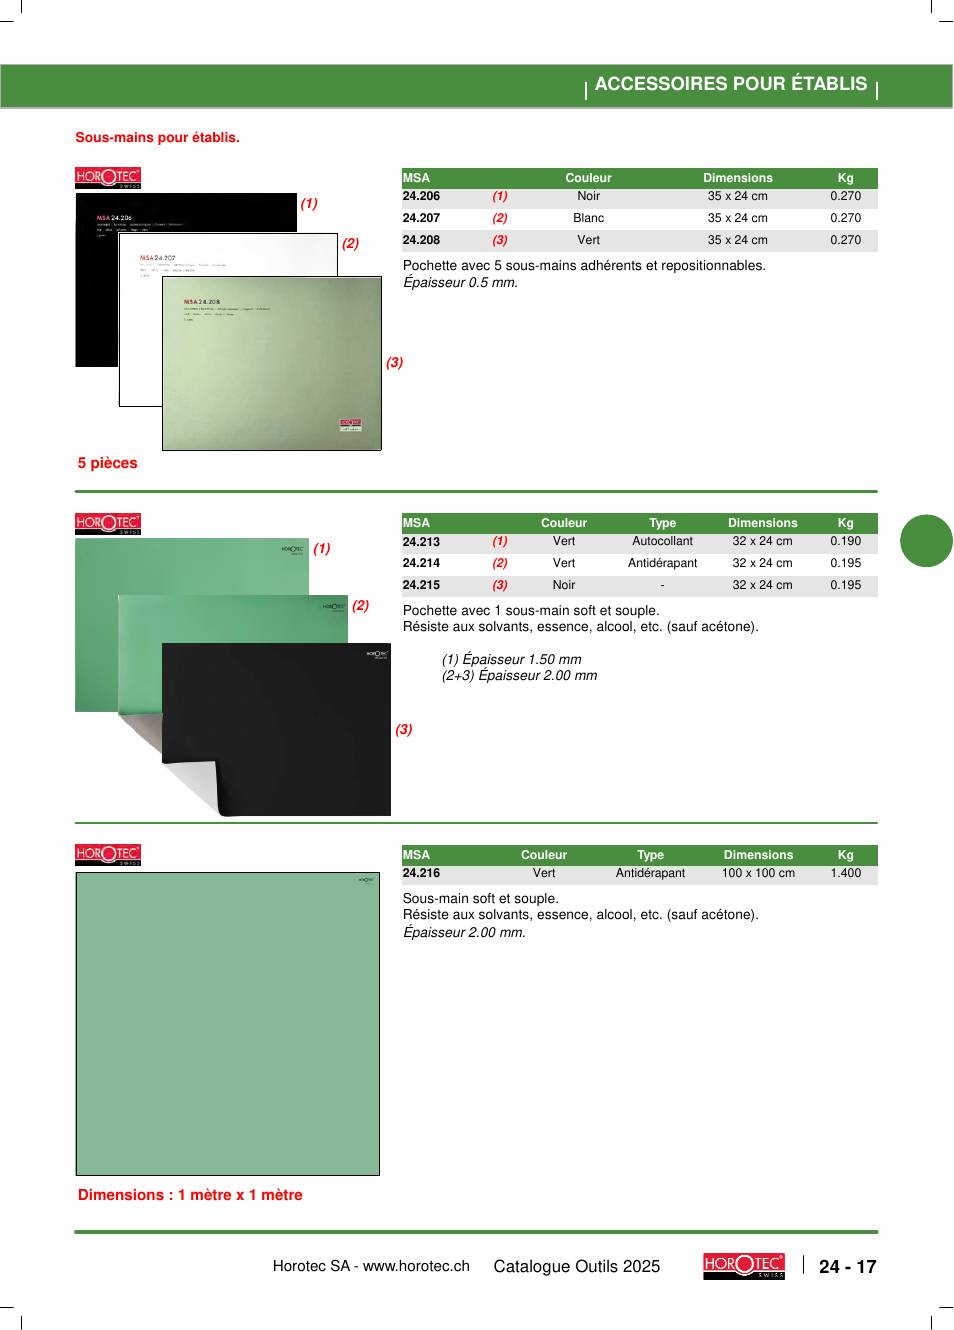 ACCESSOIRES POUR ÉTABLIS
Sous-mains pour établis.
HOROTEC®
SWISS
MSA 24.206
(1)
MSA 24.207
(2)
MSA 24.208
(3)
HOROTEC
5 pièces
MSA Couleur Dimensions Kg
24.206 (1) Noir 35 x 24 cm 0.270
24.207 (2) Blanc 35 x 24 cm 0.270
24.208 (3) Vert 35 x 24 cm 0.270
Pochette avec 5 sous-mains adhérents et repositionnables.
Épaisseur 0.5 mm.
HOROTEC®
SWISS
HOROTEC
(1)
HOROTEC
(2)
HOROTEC
(3)
MSA Couleur Type Dimensions Kg
24.213 (1) Vert Autocollant 32 x 24 cm 0.190
24.214 (2) Vert Antidérapant 32 x 24 cm 0.195
24.215 (3) Noir - 32 x 24 cm 0.195
Pochette avec 1 sous-main soft et souple.
Résiste aux solvants, essence, alcool, etc. (sauf acétone).
(1) Épaisseur 1.50 mm
(2+3) Épaisseur 2.00 mm
HOROTEC®
SWISS
HOROTEC
MSA Couleur Type Dimensions Kg
24.216 Vert Antidérapant 100 x 100 cm 1.400
Sous-main soft et souple.
Résiste aux solvants, essence, alcool, etc. (sauf acétone).
Épaisseur 2.00 mm.
Dimensions : 1 mètre x 1 mètre
Horotec SA - www.horotec.ch Catalogue Outils 2025 HOROTEC® SWISS 24 - 17